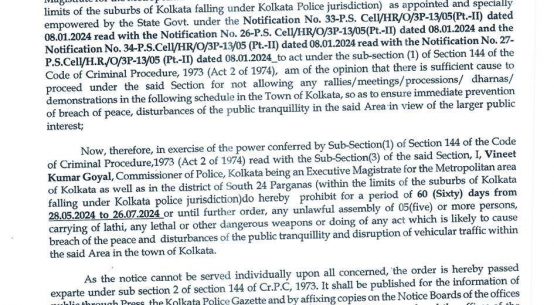 limits of suburbs of Kolkata falling under Kolkata Police jurisdiction) as appointed and specially
empowered by the State Govt. under the Notification No. 33-P.S. Cell/HR/O/3P-13/05(Pt.-II) dated
08.01.2024 read with the Notification No. 26-P.S. Cell/HR/O/3P-13/05(Pt.-II) dated 08.01.2024 and the
Notification No. 34-P.S.Cell/HR/O/3P-13/05 (Pt.-II) dated 08.01.2024 read with the Notification No. 27-
P.S.Cell/H.R./O/3P-13/05 (Pt.-II) dated 08.01.2024 to act under the sub-section (1) of Section 144 of the
Code of Criminal Procedure, 1973 (Act 2 of 1974), am of the opinion that there is sufficient cause to
proceed under the said Section for not allowing any rallies/meetings/processions/ dharnas/
demonstrations in the following schedule in the Town of Kolkata, so as to ensure immediate prevention
of breach of peace, disturbances of the public tranquillity in the said Area in view of the larger public
interest;
Now, therefore, in exercise of the power conferred by Sub-Section(1) of Section 144 of the Code
of Criminal Procedure,1973 (Act 2 of 1974) read with the Sub-Section(3) of the said Section, I, Vineet
Kumar Goyal, Commissioner of Police, Kolkata being an Executive Magistrate for the Metropolitan area
of Kolkata as well as in the district of South 24 Parganas (within the limits of the suburbs of Kolkata
falling under Kolkata police jurisdiction)do hereby prohibit for a period of 60 (Sixty) days from
28.05.2024 to 26.07.2024 or until further order, any unlawful assembly of 05(five) or more persons,
carrying of lathi, any lethal or other dangerous weapons or doing of any act which is likely to cause
breach of the peace and disturbances of the public tranquillity and disruption of vehicular traffic within
the said Area in the town of Kolkata.
As the notice cannot be served individually upon all concerned, the order is hereby passed
exparte under sub section 2 of section 144 of Cr.P.C, 1973. It shall be published for the information of
public through Press, the Kolkata Police Gazette and by affixing copies on the Notice Boards of the offices